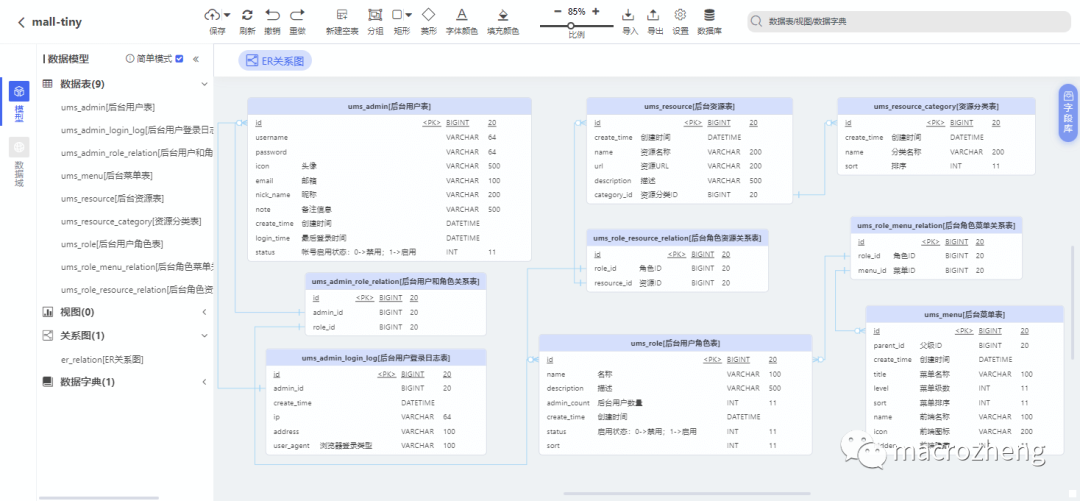 mall-tiny
保存
刷新
撤销
重做
新建空表
分组
矩形
菱形
字体颜色
填充颜色
85%
比例
导入
导出
设置
数据库
数据表/视图/数据字典
数据模型
简单模式
模型
数据域
数据表(9)
ums_admin[后台用户表]
ums_admin_login_log[后台用户登录日志
ums_admin_role_relation[后台用户和角
ums_menu[后台菜单表]
ums_resource[后台资源表]
ums_resource_category[资源分类表]
ums_role[后台用户角色表]
ums_role_menu_relation[后台角色菜单
ums_role_resource_relation[后台角色资
视图(0)
关系图(1)
er_relation[ER关系图]
数据字典(1)
ER关系图
字段库
ums_admin[后台用户表]
id <PK> BIGINT 20
username VARCHAR 64
password VARCHAR 64
icon 头像 VARCHAR 500
email 邮箱 VARCHAR 100
nick_name 昵称 VARCHAR 200
note 备注信息 VARCHAR 500
create_time 创建时间 DATETIME
login_time 最后登录时间 DATETIME
status 帐号启用状态：0->禁用；1->启用 INT 11
ums_admin_role_relation[后台用户和角色关系表]
id <PK> BIGINT 20
admin_id BIGINT 20
role_id BIGINT 20
ums_admin_login_log[后台用户登录日志表]
id <PK> BIGINT 20
admin_id BIGINT 20
create_time DATETIME
ip VARCHAR 64
address VARCHAR 100
user_agent 浏览器登录类型 VARCHAR 100
ums_resource[后台资源表]
id <PK> BIGINT 20
create_time 创建时间 DATETIME
name 资源名称 VARCHAR 200
url 资源URL VARCHAR 200
description 描述 VARCHAR 500
category_id 资源分类ID BIGINT 20
ums_role_resource_relation[后台角色资源关系表]
id <PK> BIGINT 20
role_id 角色ID BIGINT 20
resource_id 资源ID BIGINT 20
ums_role[后台用户角色表]
id <PK> BIGINT 20
name 名称 VARCHAR 100
description 描述 VARCHAR 500
admin_count 后台用户数量 INT 11
create_time 创建时间 DATETIME
status 启用状态：0->禁用；1->启用 INT 11
sort INT 11
ums_resource_category[资源分类表]
id <PK> BIGINT 20
create_time 创建时间 DATETIME
name 分类名称 VARCHAR 200
sort 排序 INT 11
ums_role_menu_relation[后台角色菜单关系表]
id <PK> BIGINT 20
role_id 角色ID BIGINT 20
menu_id 菜单ID BIGINT 20
ums_menu[后台菜单表]
id <PK> BIGINT 20
parent_id 父级ID BIGINT 20
create_time 创建时间 DATETIME
title 菜单名称 VARCHAR 100
level 菜单级数 INT 11
sort 菜单排序 INT 11
name 前端名称 VARCHAR 100
icon 前端图标 VARCHAR 200
macrozheng